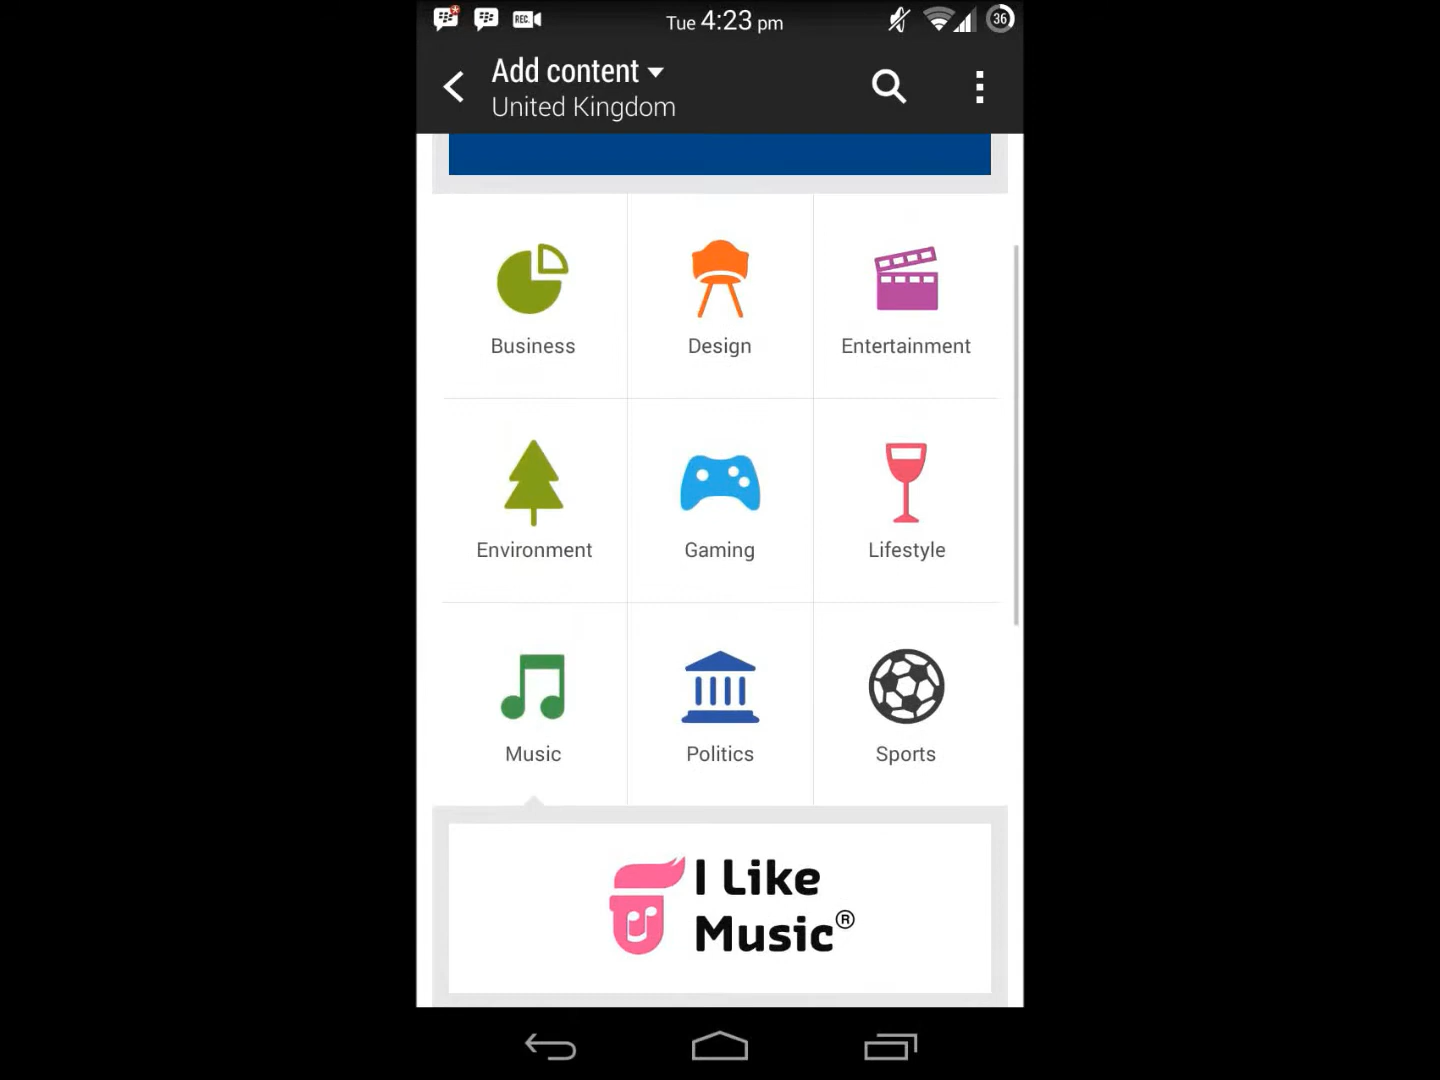 REC.
Tue 4:23 pm
36
Add content
United Kingdom
Business
Design
Entertainment
Environment
Gaming
Lifestyle
Music
Politics
Sports
I Like
Music®